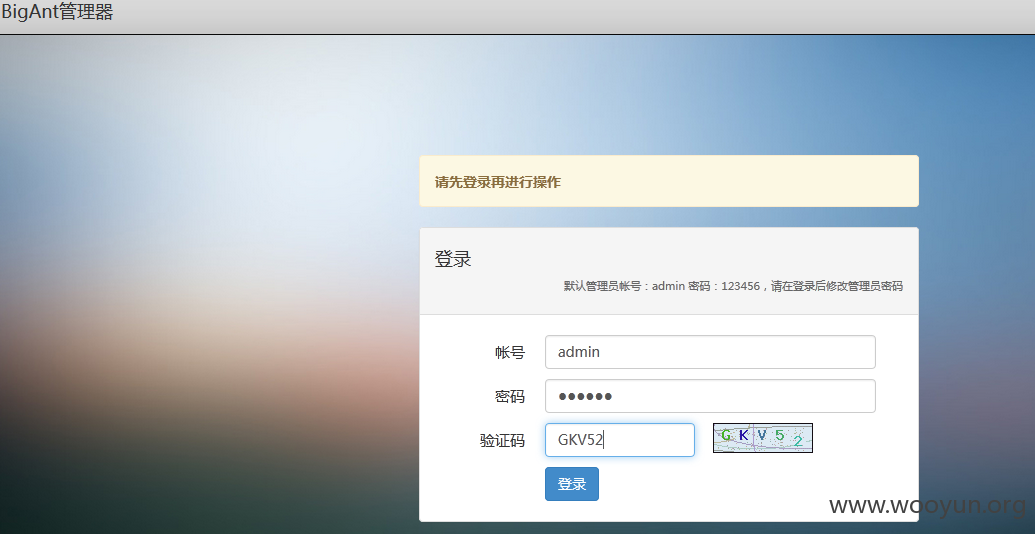 BigAnt管理器
请先登录再进行操作
登录
默认管理员帐号：admin 密码：123456，请在登录后修改管理员密码
帐号 admin
密码 ●●●●●●
验证码 GKV52 GKV52
登录
www.wooyun.org